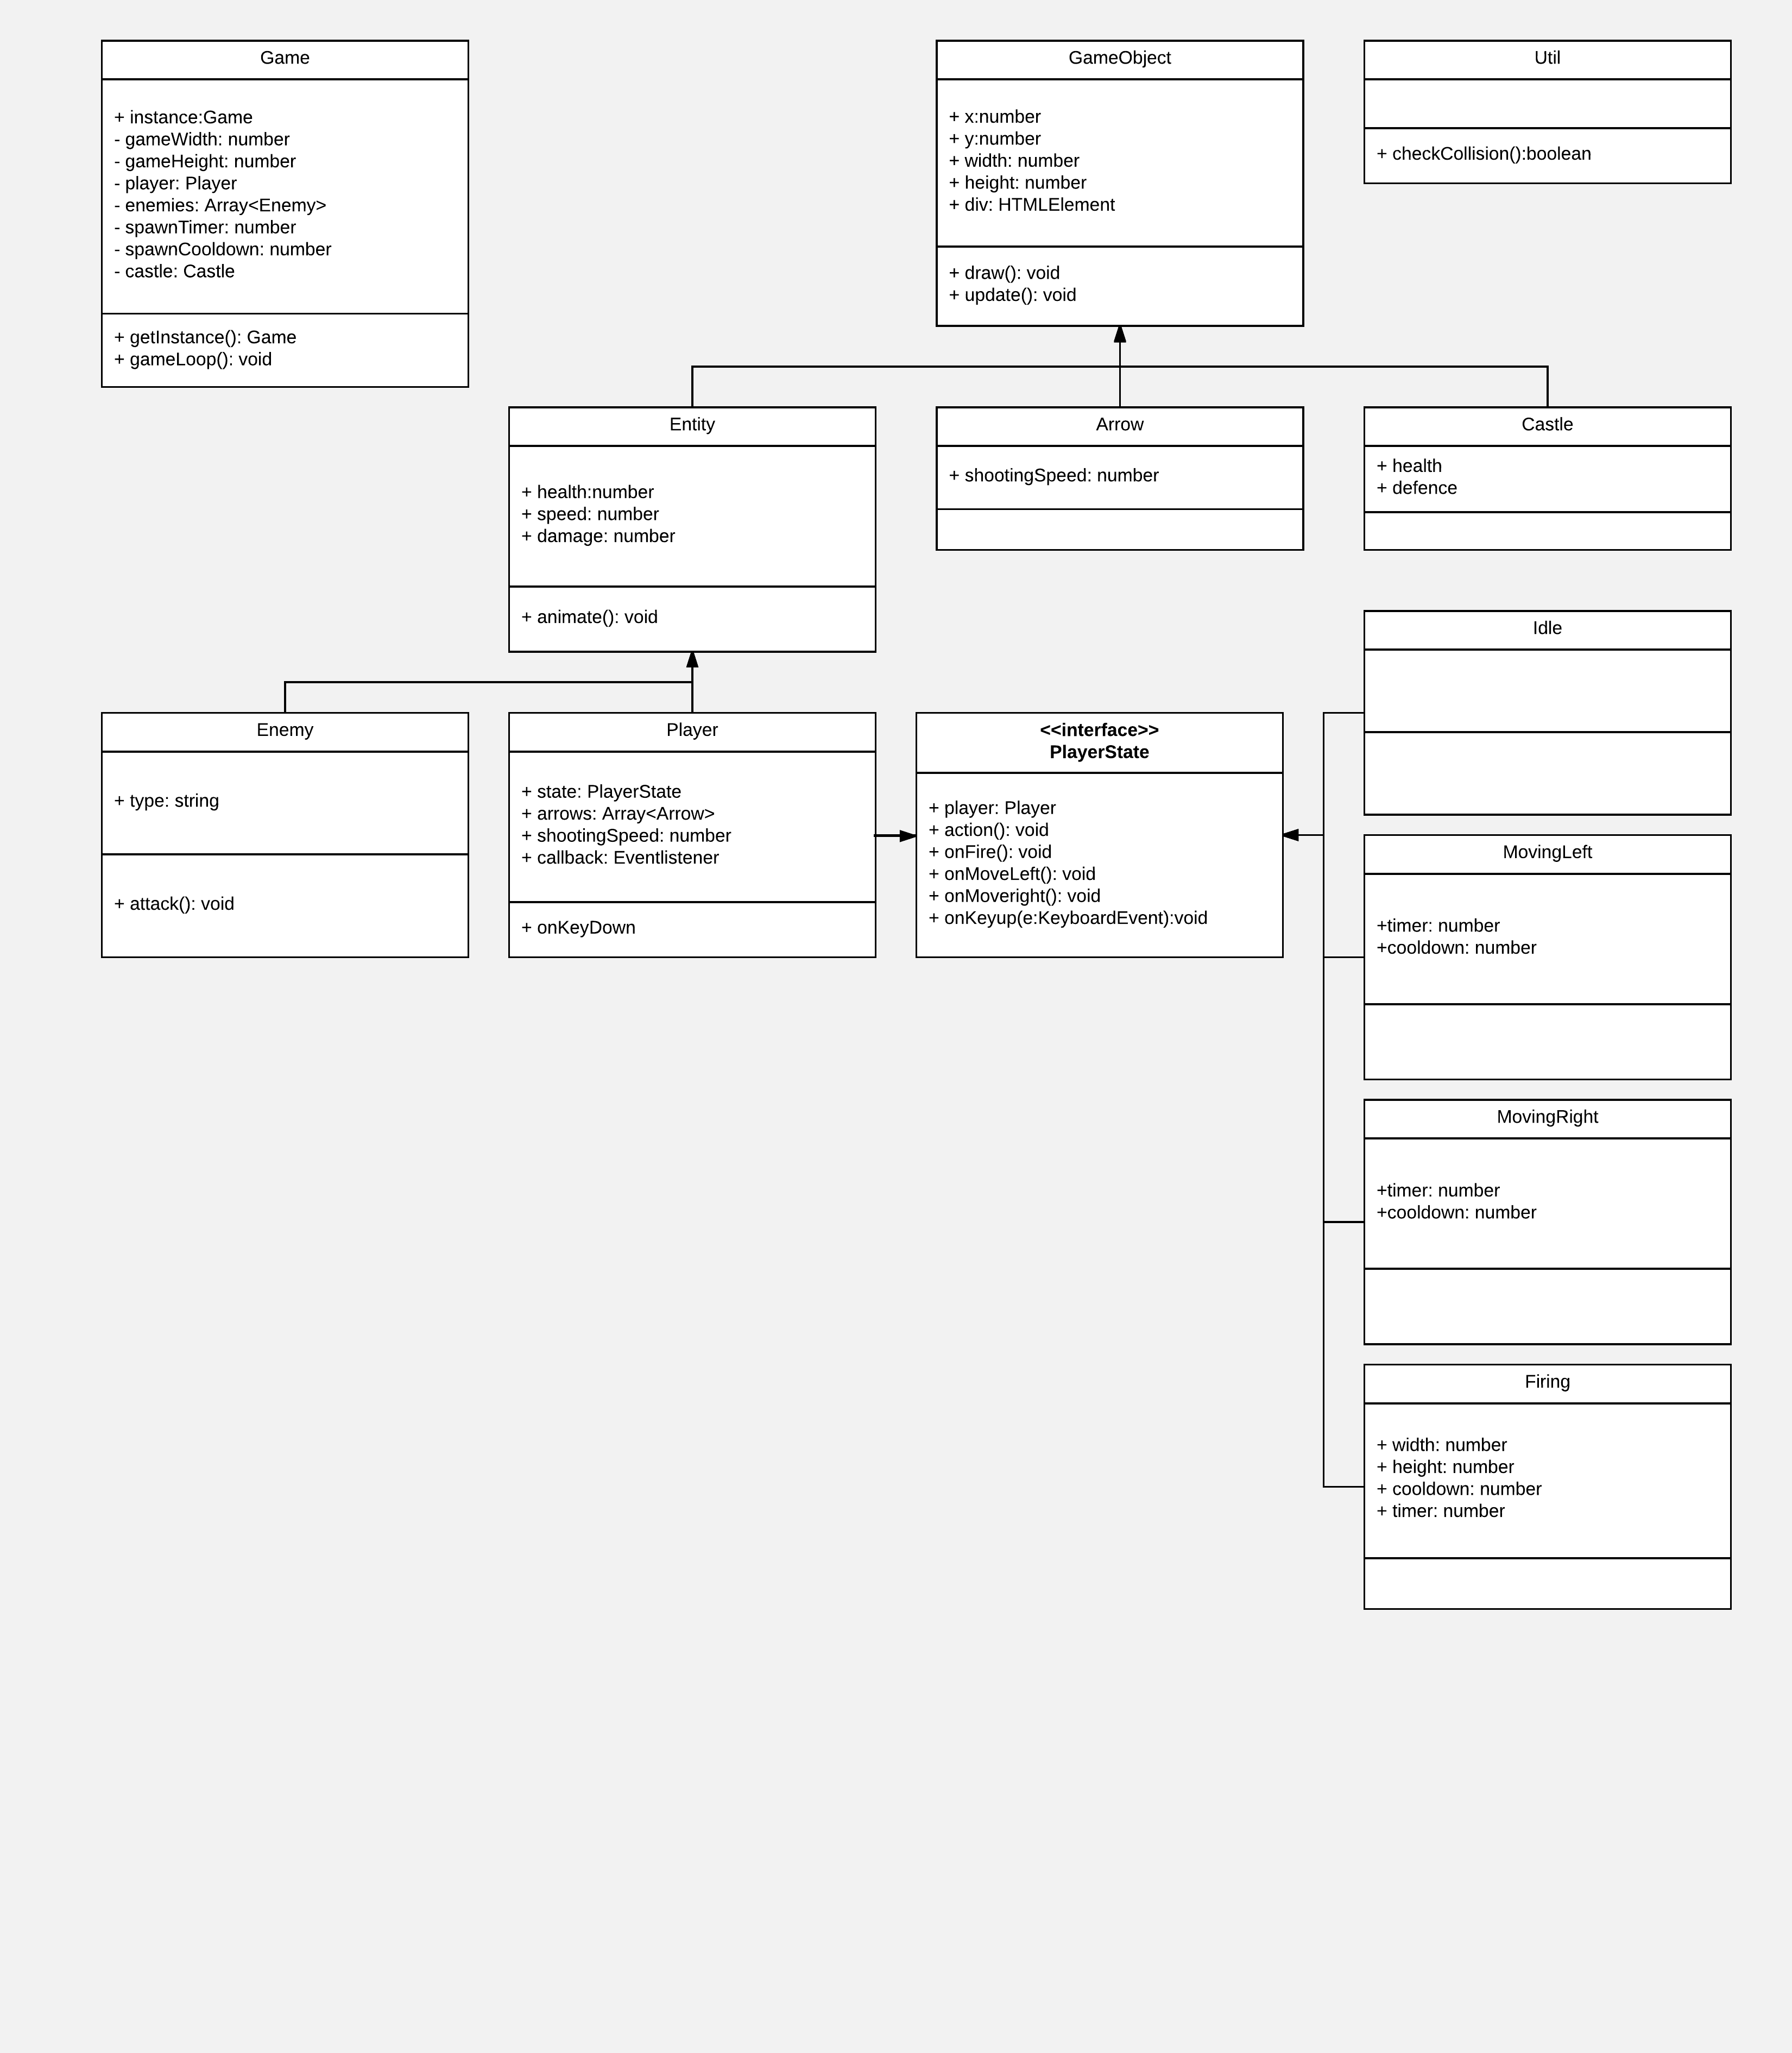 Game
+ instance:Game
- gameWidth: number
- gameHeight: number
- player: Player
- enemies: Array<Enemy>
- spawnTimer: number
- spawnCooldown: number
- castle: Castle
+ getInstance(): Game
+ gameLoop(): void
GameObject
+ x:number
+ y:number
+ width: number
+ height: number
+ div: HTMLElement
+ draw(): void
+ update(): void
Util
+ checkCollision():boolean
Entity
+ health:number
+ speed: number
+ damage: number
+ animate(): void
Arrow
+ shootingSpeed: number
Castle
+ health
+ defence
Enemy
+ type: string
+ attack(): void
Player
+ state: PlayerState
+ arrows: Array<Arrow>
+ shootingSpeed: number
+ callback: Eventlistener
+ onKeyDown
<<interface>>
PlayerState
+ player: Player
+ action(): void
+ onFire(): void
+ onMoveLeft(): void
+ onMoveright(): void
+ onKeyup(e:KeyboardEvent):void
Idle
MovingLeft
+timer: number
+cooldown: number
MovingRight
+timer: number
+cooldown: number
Firing
+ width: number
+ height: number
+ cooldown: number
+ timer: number